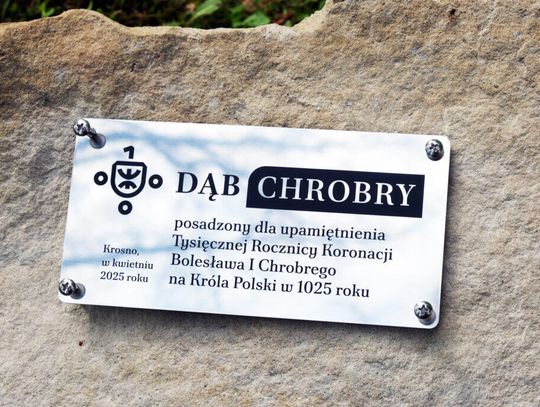 1
DĄB CHROBRY
posadzony dla upamiętnienia
Tysięcznej Rocznicy Koronacji
Bolesława I Chrobrego
na Króla Polski w 1025 roku
Krosno,
w kwietniu
2025 roku